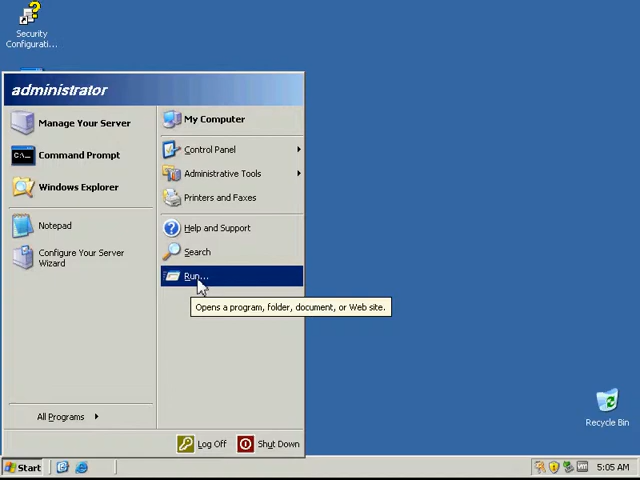 Security
Configurati...
administrator
Manage Your Server
Command Prompt
Windows Explorer
Notepad
Configure Your Server
Wizard
All Programs
My Computer
Control Panel
Administrative Tools
Printers and Faxes
Help and Support
Search
Run...
Opens a program, folder, document, or Web site.
Log Off
Shut Down
Recycle Bin
Start
5:05 AM